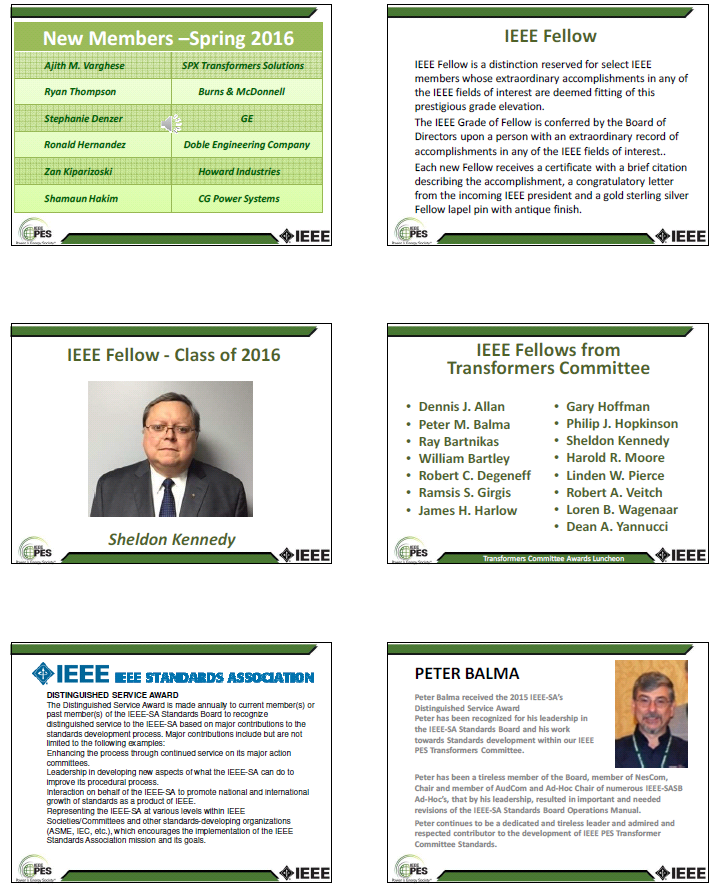 New Members –Spring 2016
Ajith M. Varghese SPX Transformers Solutions
Ryan Thompson Burns & McDonnell
Stephanie Denzer GE
Ronald Hernandez Doble Engineering Company
Zan Kiparizoski Howard Industries
Shamaun Hakim CG Power Systems
IEEE PES
Power & Energy Society
IEEE
IEEE Fellow
IEEE Fellow is a distinction reserved for select IEEE
members whose extraordinary accomplishments in any of
the IEEE fields of interest are deemed fitting of this
prestigious grade elevation.
The IEEE Grade of Fellow is conferred by the Board of
Directors upon a person with an extraordinary record of
accomplishments in any of the IEEE fields of interest..
Each new Fellow receives a certificate with a brief citation
describing the accomplishment, a congratulatory letter
from the incoming IEEE president and a gold sterling silver
Fellow lapel pin with antique finish.
IEEE PES
Power & Energy Society
IEEE
IEEE Fellow - Class of 2016
Sheldon Kennedy
IEEE PES
Power & Energy Society
IEEE
IEEE Fellows from
Transformers Committee
• Dennis J. Allan
• Peter M. Balma
• Ray Bartnikas
• William Bartley
• Robert C. Degeneff
• Ramsis S. Girgis
• James H. Harlow
• Gary Hoffman
• Philip J. Hopkinson
• Sheldon Kennedy
• Harold R. Moore
• Linden W. Pierce
• Robert A. Veitch
• Loren B. Wagenaar
• Dean A. Yannucci
IEEE PES
Power & Energy Society
Transformers Committee Awards Luncheon
IEEE
IEEE IEEE STANDARDS ASSOCIATION
DISTINGUISHED SERVICE AWARD
The Distinguished Service Award is made annually to current member(s) or
past member(s) of the IEEE-SA Standards Board to recognize
distinguished service to the IEEE-SA based on major contributions to the
standards development process. Major contributions include but are not
limited to the following examples:
Enhancing the process through continued service on its major action
committees.
Leadership in developing new aspects of what the IEEE-SA can do to
improve its procedural process.
Interaction on behalf of the IEEE-SA to promote national and international
growth of standards as a product of IEEE.
Representing the IEEE-SA at various levels within IEEE
Societies/Committees and other standards-developing organizations
(ASME, IEC, etc.), which encourages the implementation of the IEEE
Standards Association mission and its goals.
IEEE PES
Power & Energy Society
IEEE
PETER BALMA
Peter Balma received the 2015 IEEE-SA's
Distinguished Service Award
Peter has been recognized for his leadership in
the IEEE-SA Standards Board and his work
towards Standards development within our IEEE
PES Transformers Committee.
Peter has been a tireless member of the Board, member of NesCom,
Chair and member of AudCom and Ad-Hoc Chair of numerous IEEE-SASB
Ad-Hoc's, that by his leadership, resulted in important and needed
revisions of the IEEE-SA Standards Board Operations Manual.
Peter continues to be a dedicated and tireless leader and admired and
respected contributor to the development of IEEE PES Transformer
Committee Standards.
IEEE PES
Power & Energy Society
IEEE